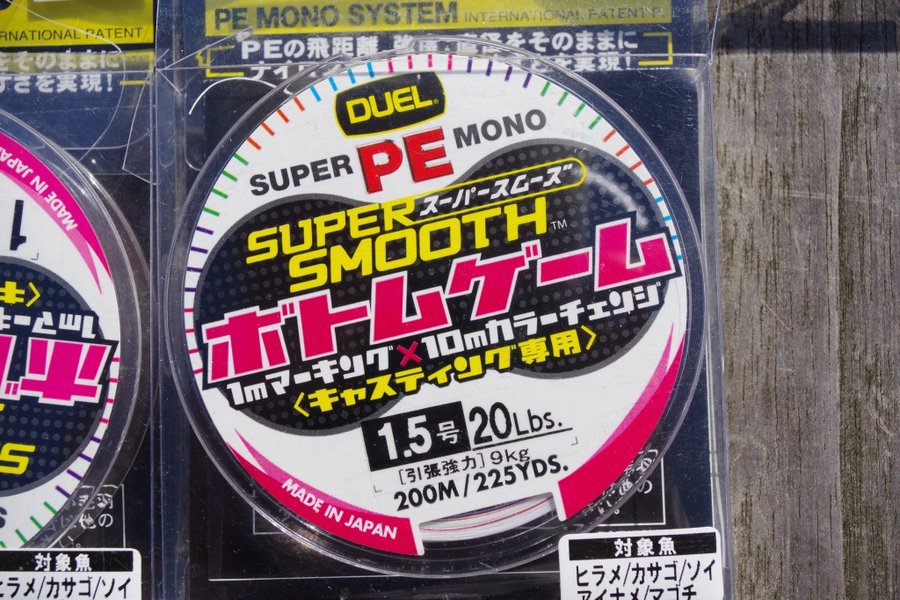 PE MONO SYSTEM INTERNATIONAL PATENT P.
PEの飛距離
をそのままに
DUEL®
SUPER PE MONO
SUPER スーパースムーズ
SMOOTH™
ボトムゲーム
1mマーキング×10mカラーチェンジ
<キャスティング専用>
1.5号 20Lbs.
[引張強力] 9kg
200M/225YDS.
MADE IN JAPAN
対象魚
ヒラメ/カサゴ/ソイ
アイナメ/マゴチ
RNATIONAL PATENT
をそのままに
すさを実現!
MADE IN JAPAN
対象魚
ヒラメ/カサゴ/ソイ